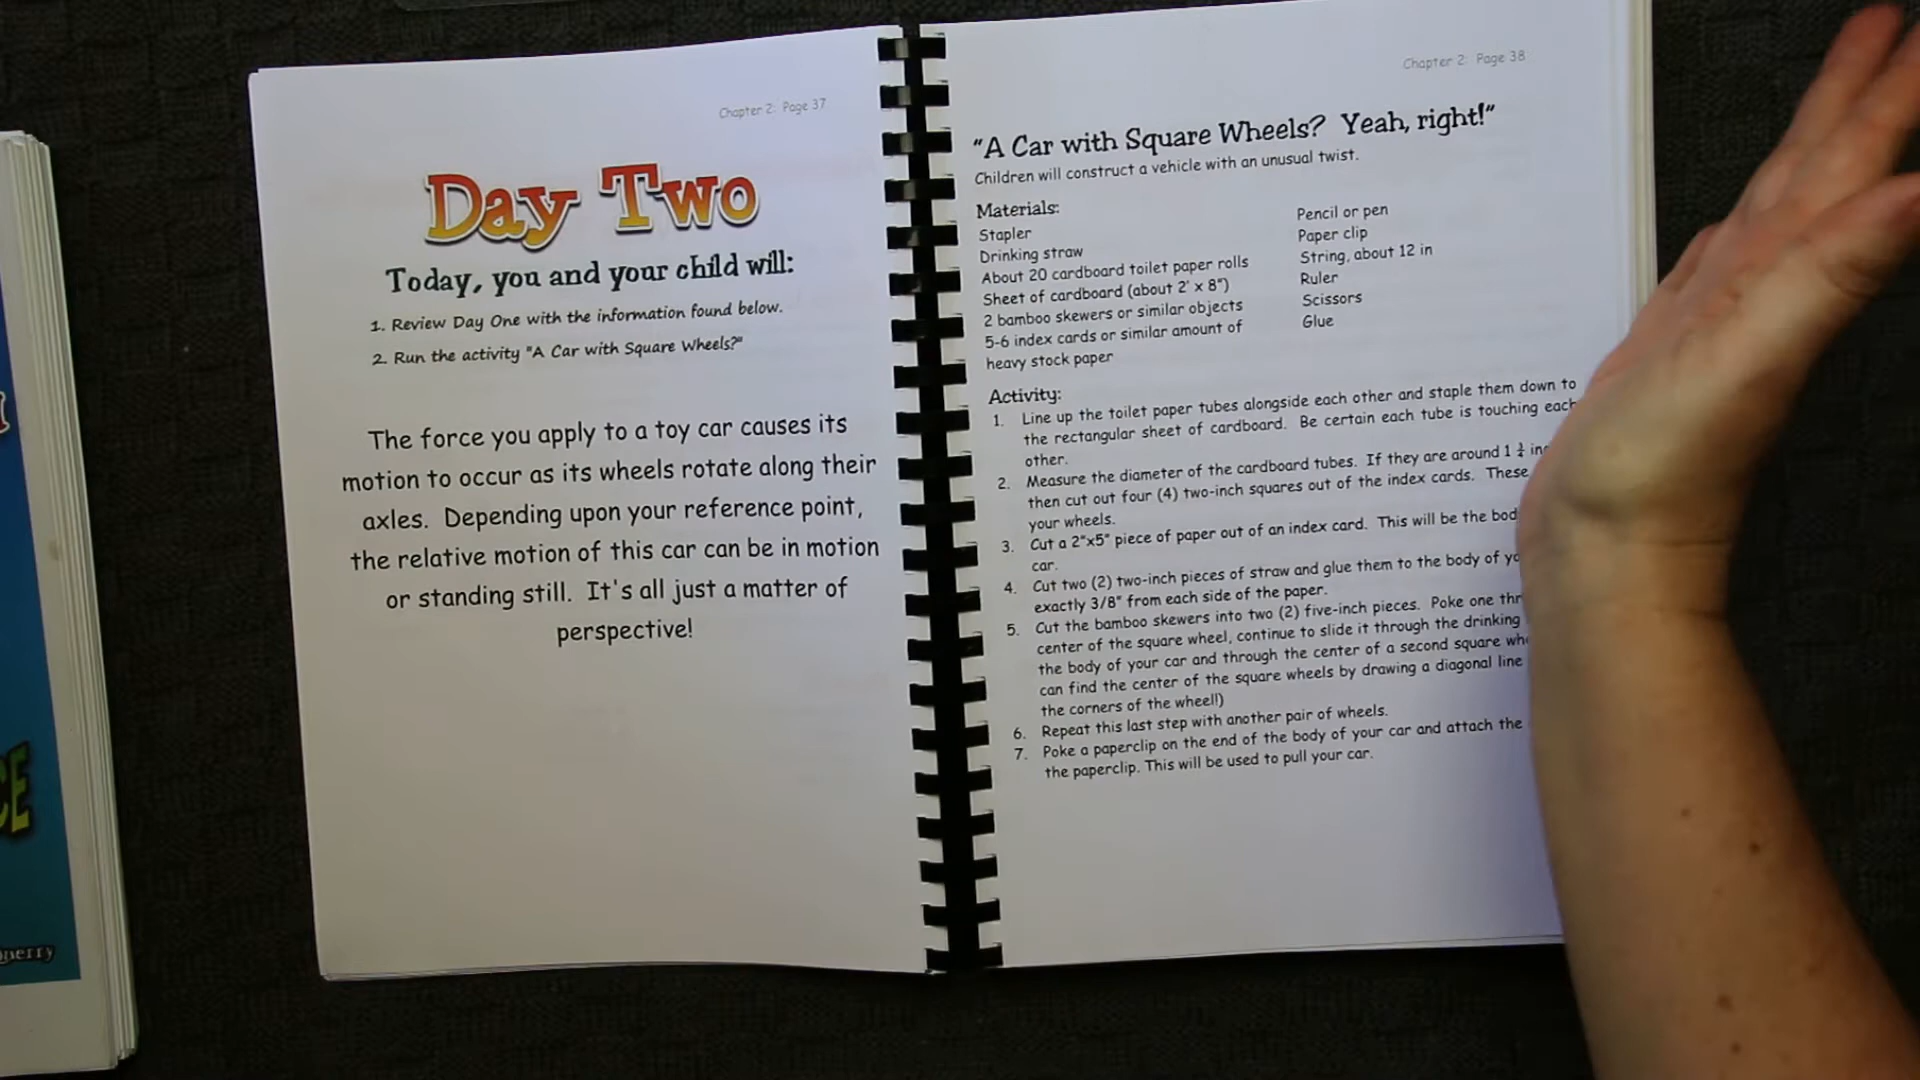 Chapter 2: Page 37
Day Two
Today, you and your child will:
1. Review Day One with the information found below.
2. Run the activity "A Car with Square Wheels?"
The force you apply to a toy car causes its
motion to occur as its wheels rotate along their
axles. Depending upon your reference point,
the relative motion of this car can be in motion
or standing still. It's all just a matter of
perspective!
Chapter 2: Page 38
"A Car with Square Wheels? Yeah, right!"
Children will construct a vehicle with an unusual twist.
Materials:
Stapler
Drinking straw
About 20 cardboard toilet paper rolls
Sheet of cardboard (about 2' x 8")
2 bamboo skewers or similar objects
5-6 index cards or similar amount of
heavy stock paper
Pencil or pen
Paper clip
String, about 12 in
Ruler
Scissors
Glue
Activity:
1. Line up the toilet paper tubes alongside each other and staple them down to
the rectangular sheet of cardboard. Be certain each tube is touching each
other.
2. Measure the diameter of the cardboard tubes. If they are around 1 ¾
then cut out four (4) two-inch squares out of the index cards. These
your wheels.
3. Cut a 2"x5" piece of paper out of an index card. This will be the
car.
4. Cut two (2) two-inch pieces of straw and glue them to the body of
exactly 3/8" from each side of the paper.
5. Cut the bamboo skewers into two (2) five-inch pieces. Poke one
center of the square wheel, continue to slide it through the drinking
the body of your car and through the center of a second square
can find the center of the square wheels by drawing a diagonal line
the corners of the wheel!)
6. Repeat this last step with another pair of wheels.
7. Poke a paperclip on the end of the body of your car and attach the
the paperclip. This will be used to pull your car.